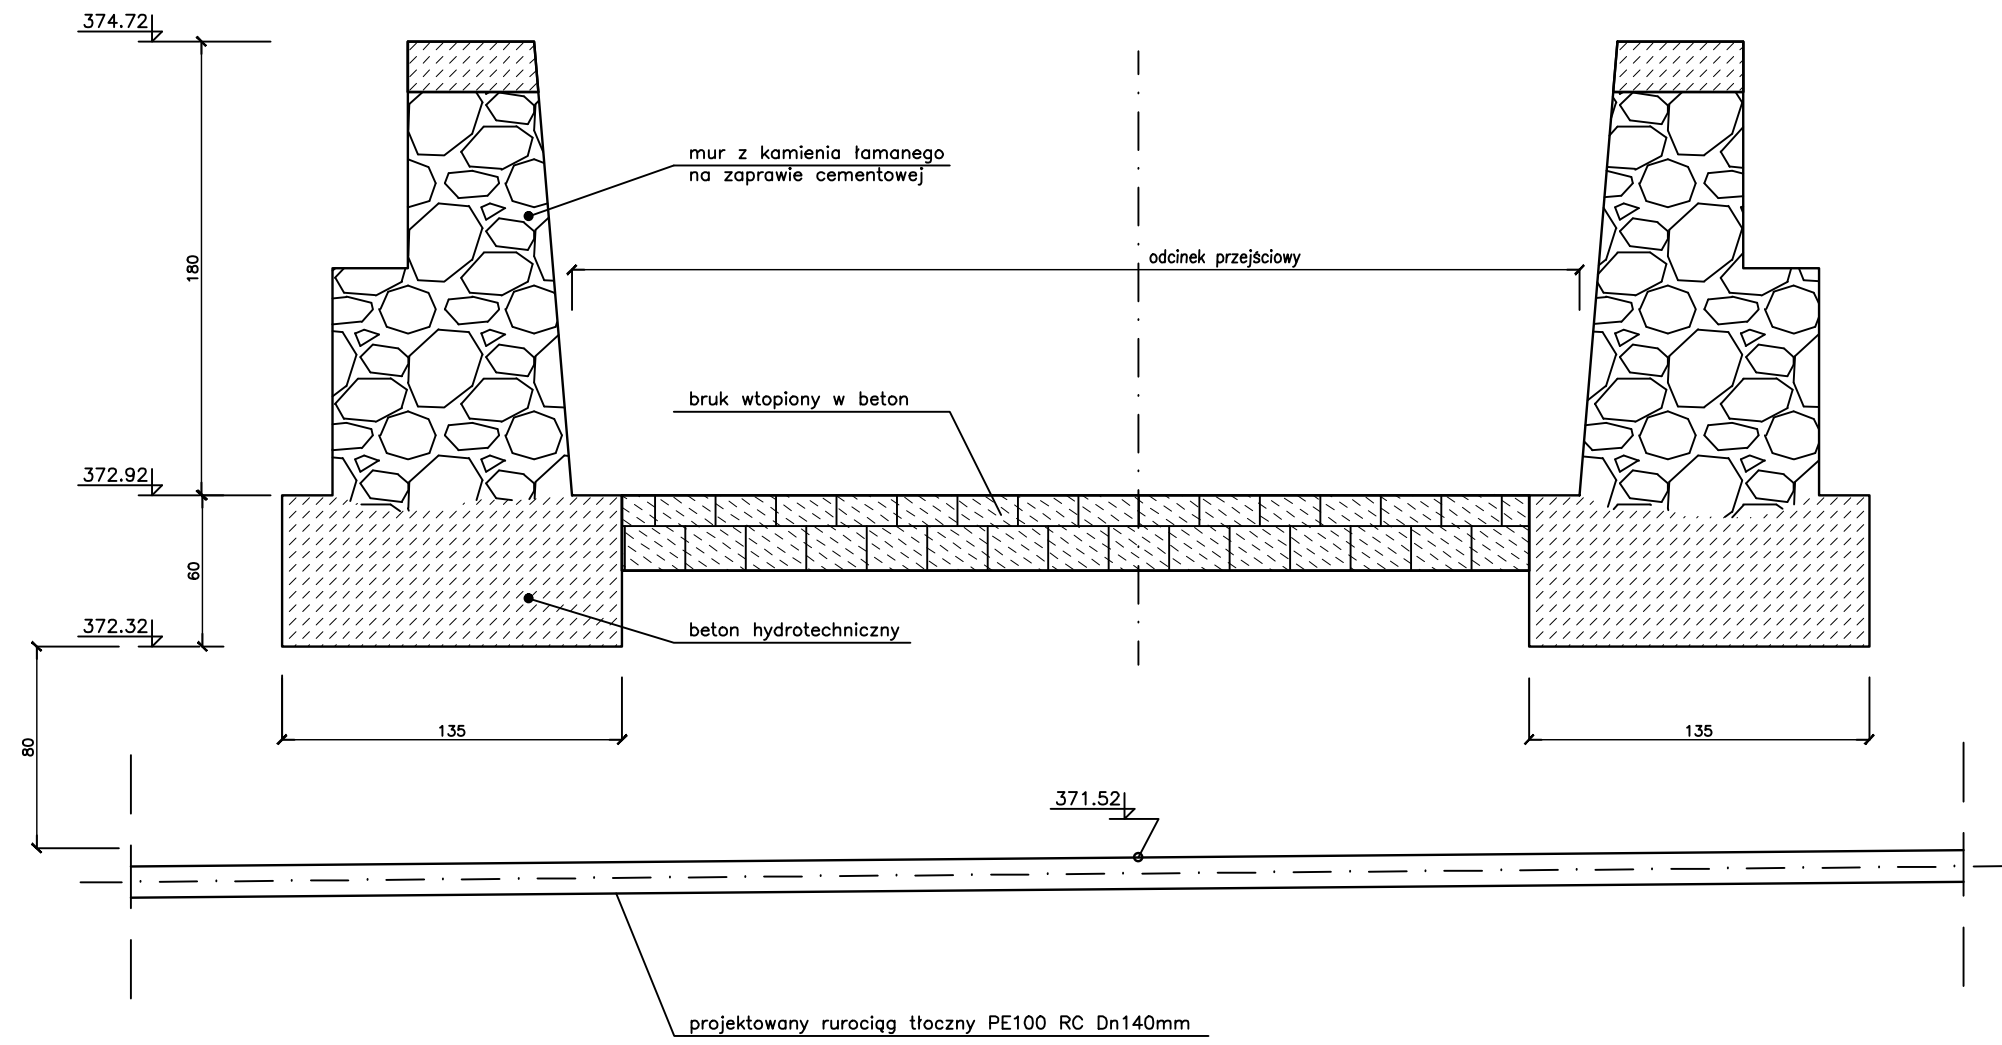 374.72
mur z kamienia łamanego
na zaprawie cementowej
180
odcinek przejściowy
bruk wtopiony w beton
372.92
60
372.32
beton hydrotechniczny
135
135
80
371.52
projektowany rurociąg tłoczny PE100 RC Dn140mm